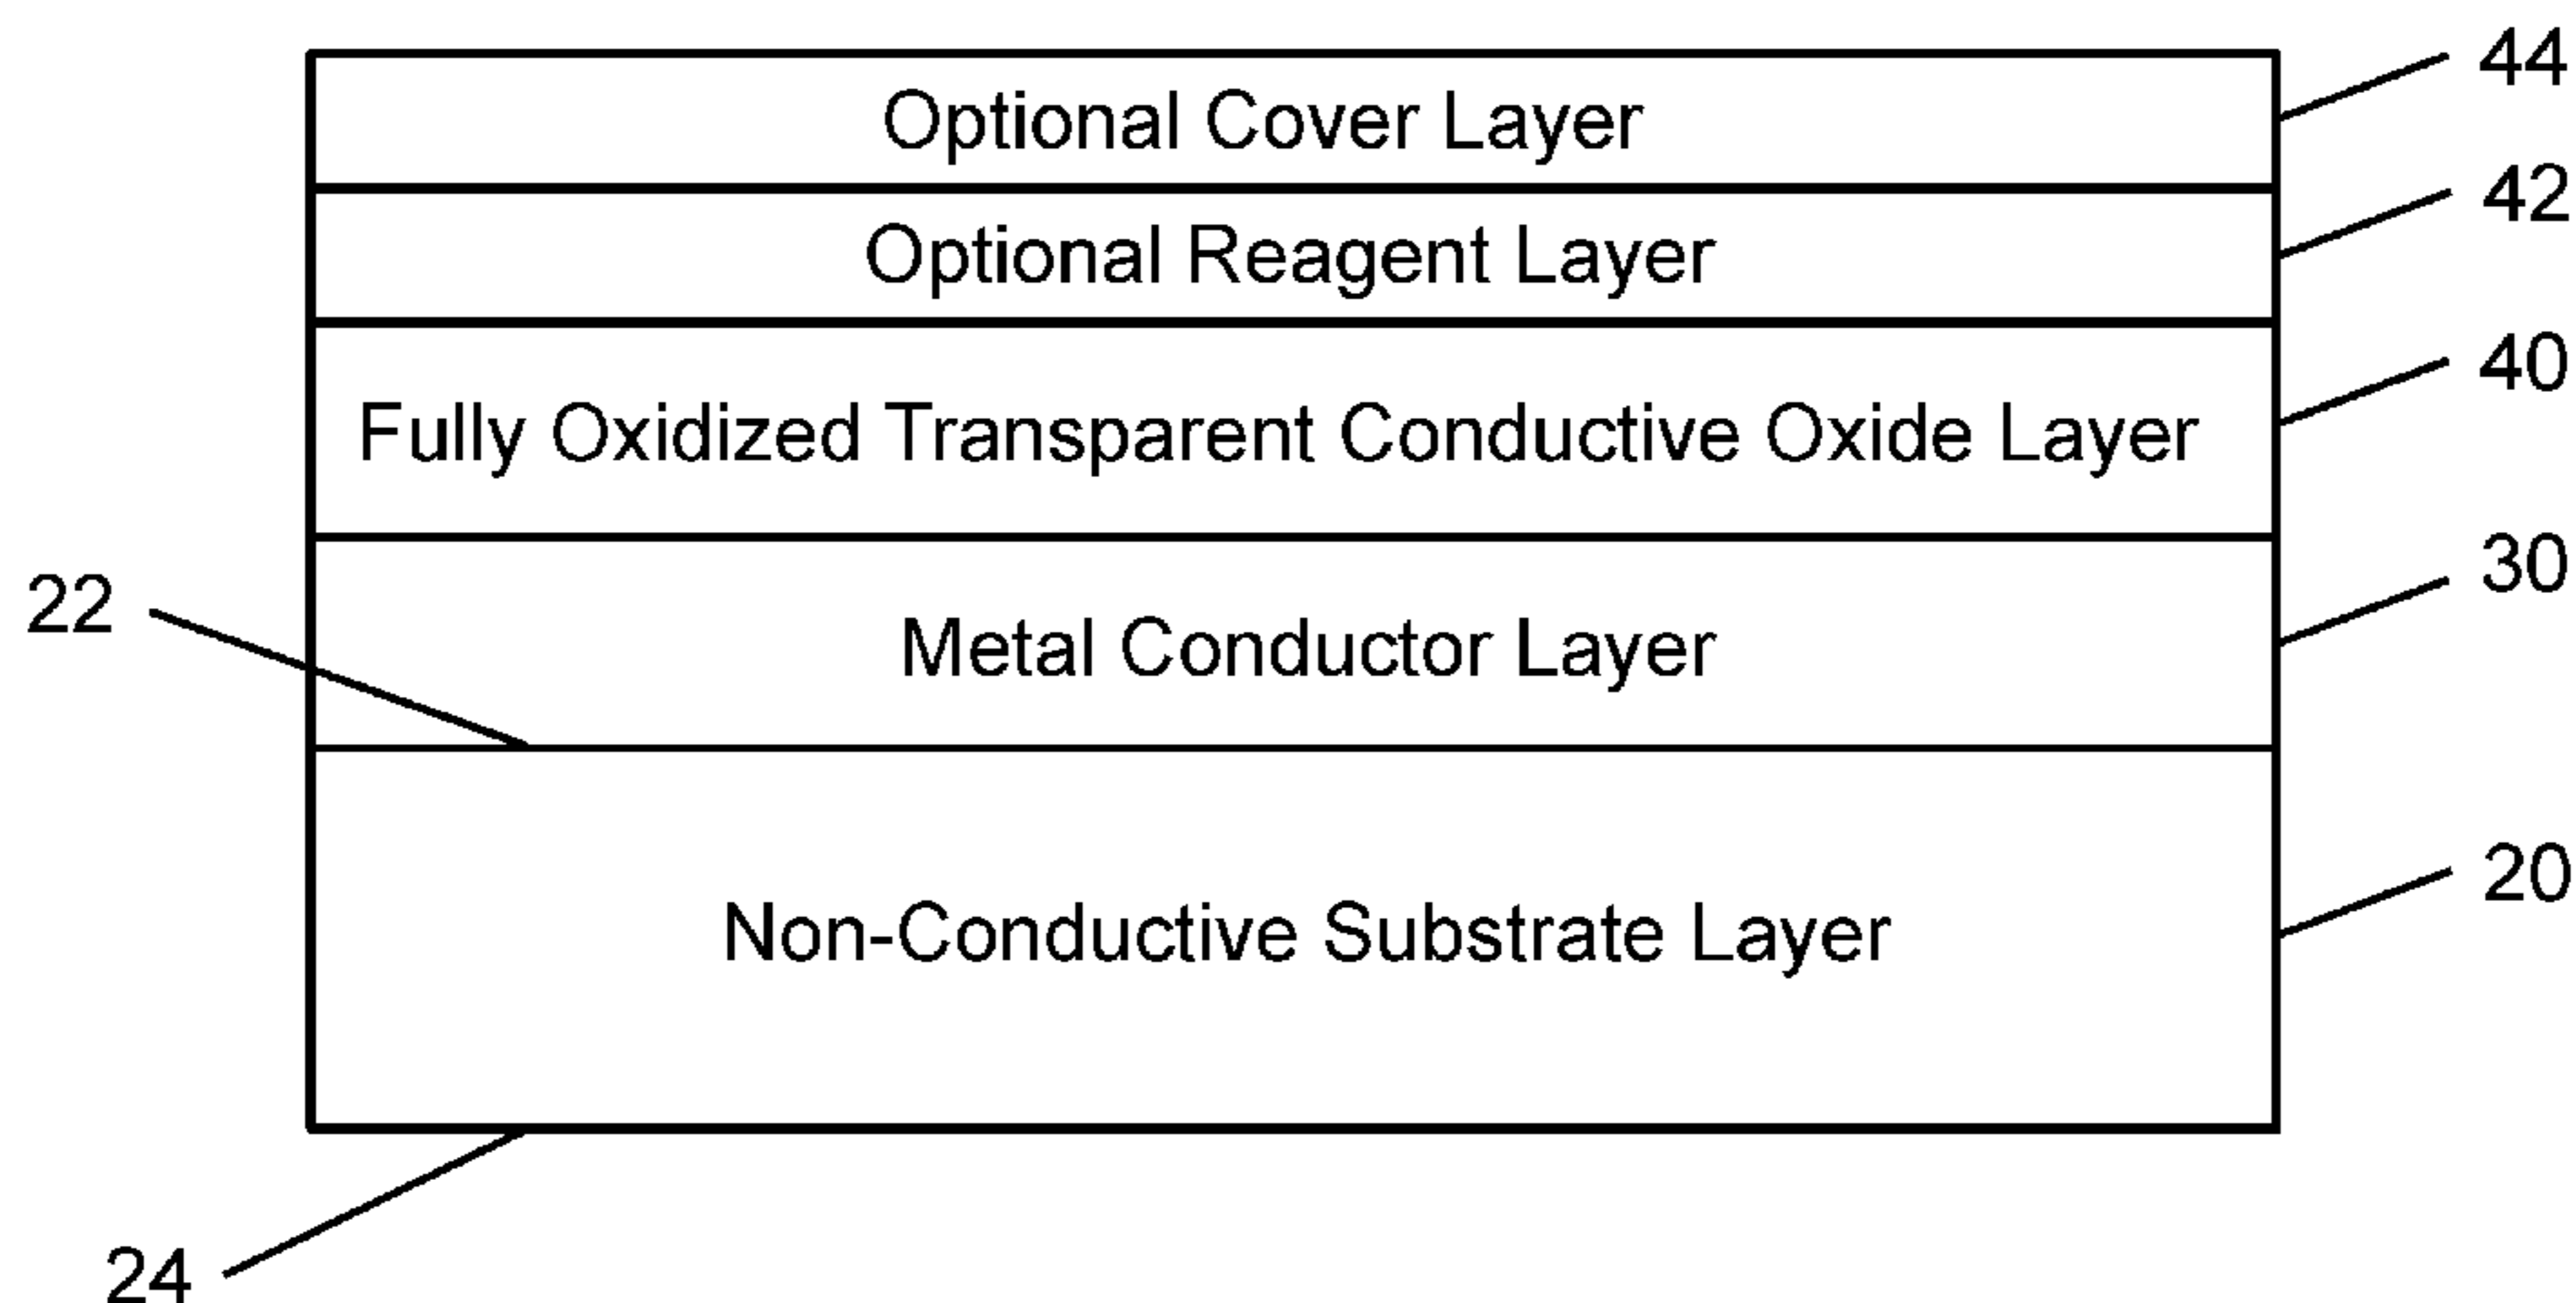 44
Optional Cover Layer
42
Optional Reagent Layer
40
Fully Oxidized Transparent Conductive Oxide Layer
30
22
Metal Conductor Layer
20
Non-Conductive Substrate Layer
24